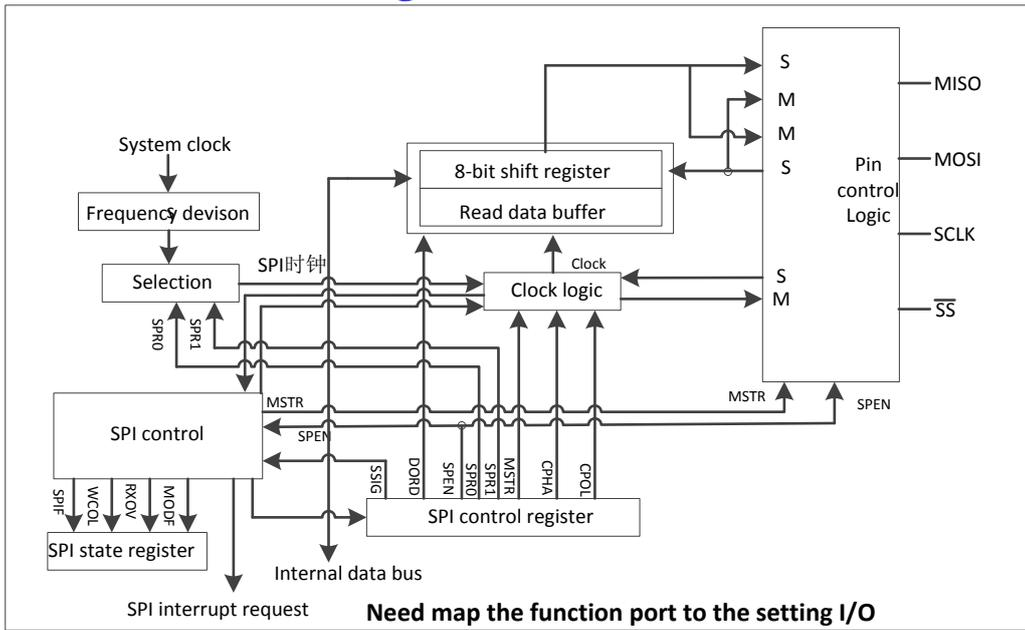 S
MISO
M
System clock
M
8-bit shift register
S
MOSI
Pin
control
Logic
Frequency devison
s
Read data buffer
SCLK
SPI时钟
Clock
Selection
Clock logic
S
M
SS
SPR0
SPR1
MSTR
SPEN
MSTR
SPEN
SPI control
SSIG
DORD
SPEN
SPR0
SPR1
MSTR
CPHA
CPOL
SPIF
WCOL
RXOV
MODF
SPI control register
SPI state register
Internal data bus
SPI interrupt request
Need map the function port to the setting I/O